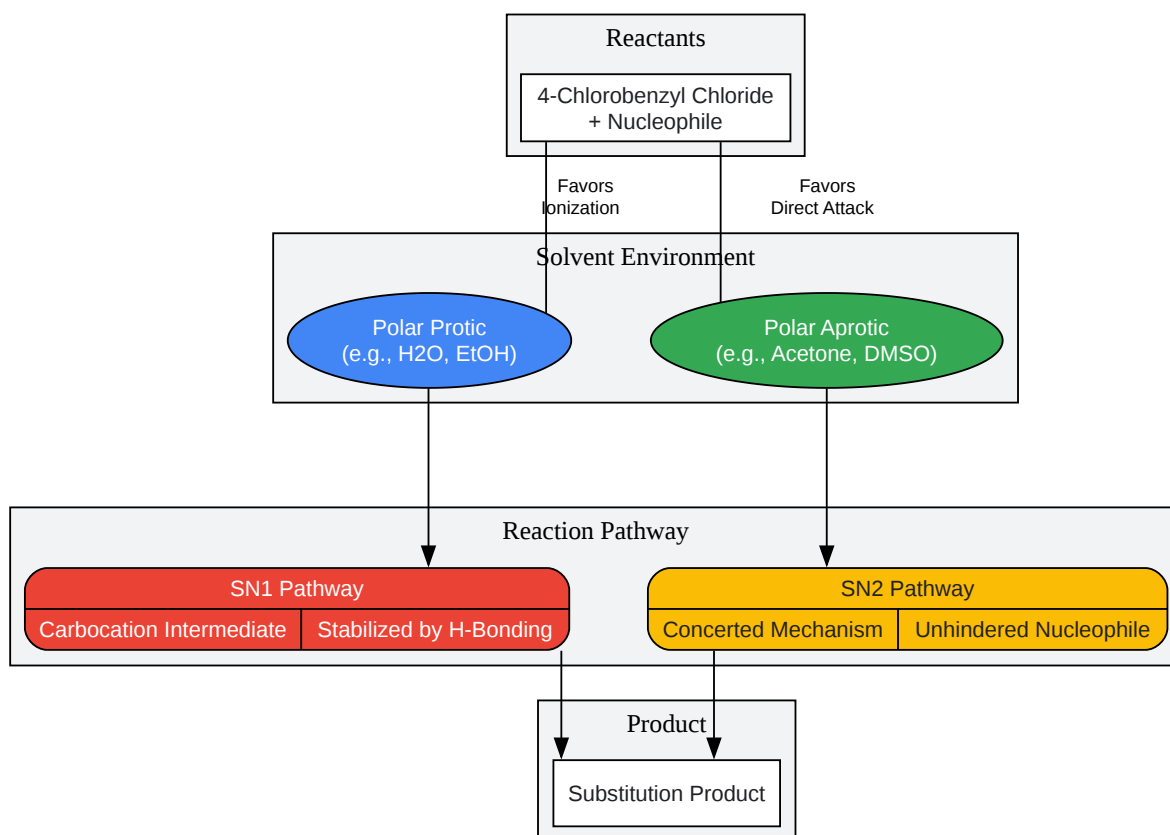 Reactants
4-Chlorobenzyl Chloride
+ Nucleophile
Favors
Ionization
Favors
Direct Attack
Solvent Environment
Polar Protic
(e.g., H2O, EtOH)
Polar Aprotic
(e.g., Acetone, DMSO)
Reaction Pathway
SN1 Pathway
Carbocation Intermediate
Stabilized by H-Bonding
SN2 Pathway
Concerted Mechanism
Unhindered Nucleophile
Product
Substitution Product